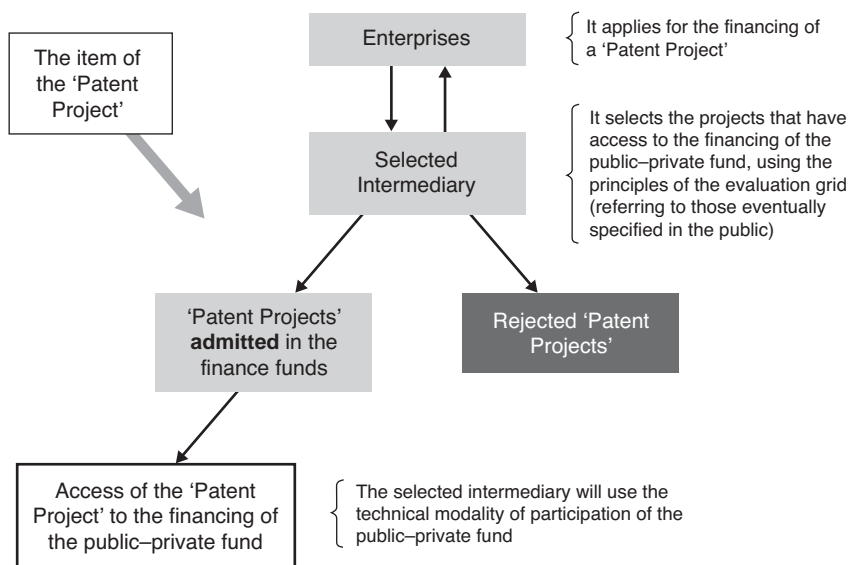 Enterprises
It applies for the financing of
a ‘Patent Project’
The item of
the ‘Patent
Project’
Selected
Intermediary
It selects the projects that have
access to the financing of the
public–private fund, using the
principles of the evaluation grid
(referring to those eventually
specified in the public)
‘Patent Projects’
admitted in the
finance funds
Rejected ‘Patent
Projects’
Access of the ‘Patent
Project’ to the financing of
the public–private fund
The selected intermediary will use the
technical modality of participation of the
public–private fund